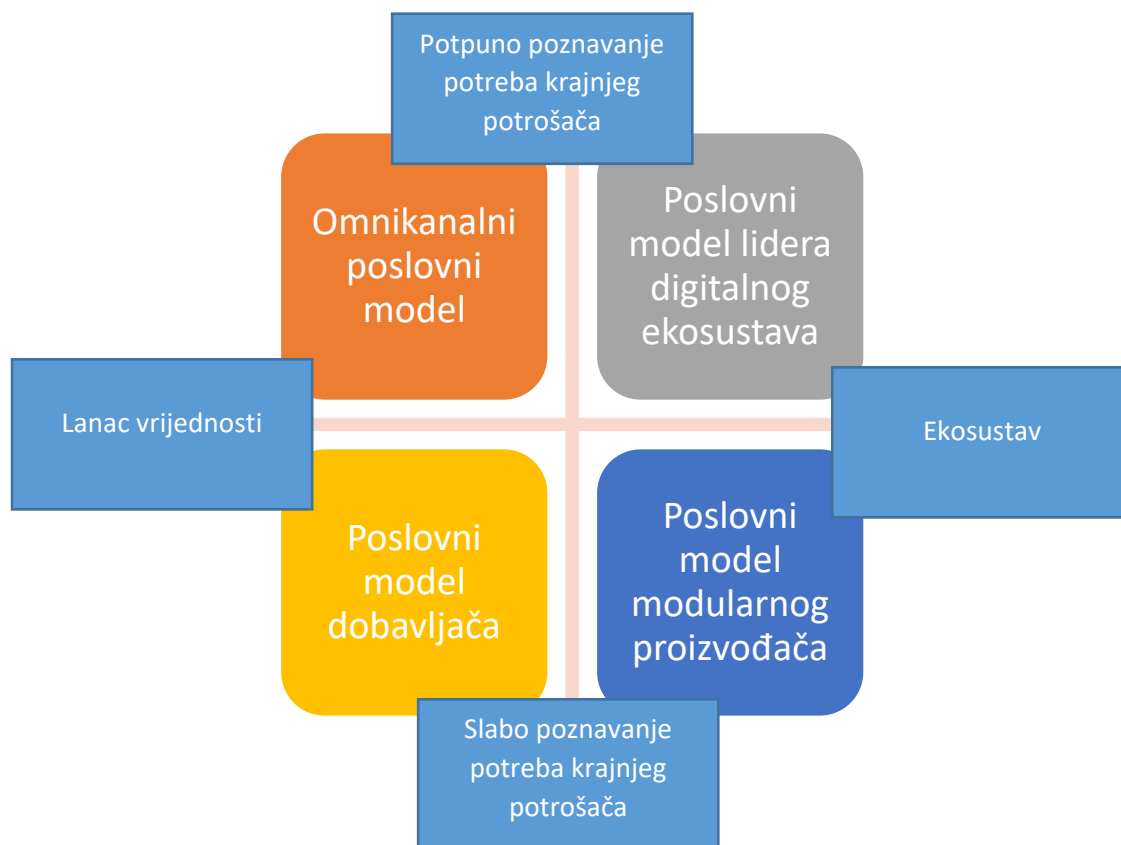 Potpuno poznavanje
potreba krajnjeg
potrošača
Omnikanalni
poslovni
model
Poslovni
model lidera
digitalnog
ekosustava
Lanac vrijednosti
Ekosustav
Poslovni
model
dobavljača
Poslovni
model
modularnog
proizvođača
Slabo poznavanje
potreba krajnjeg
potrošača